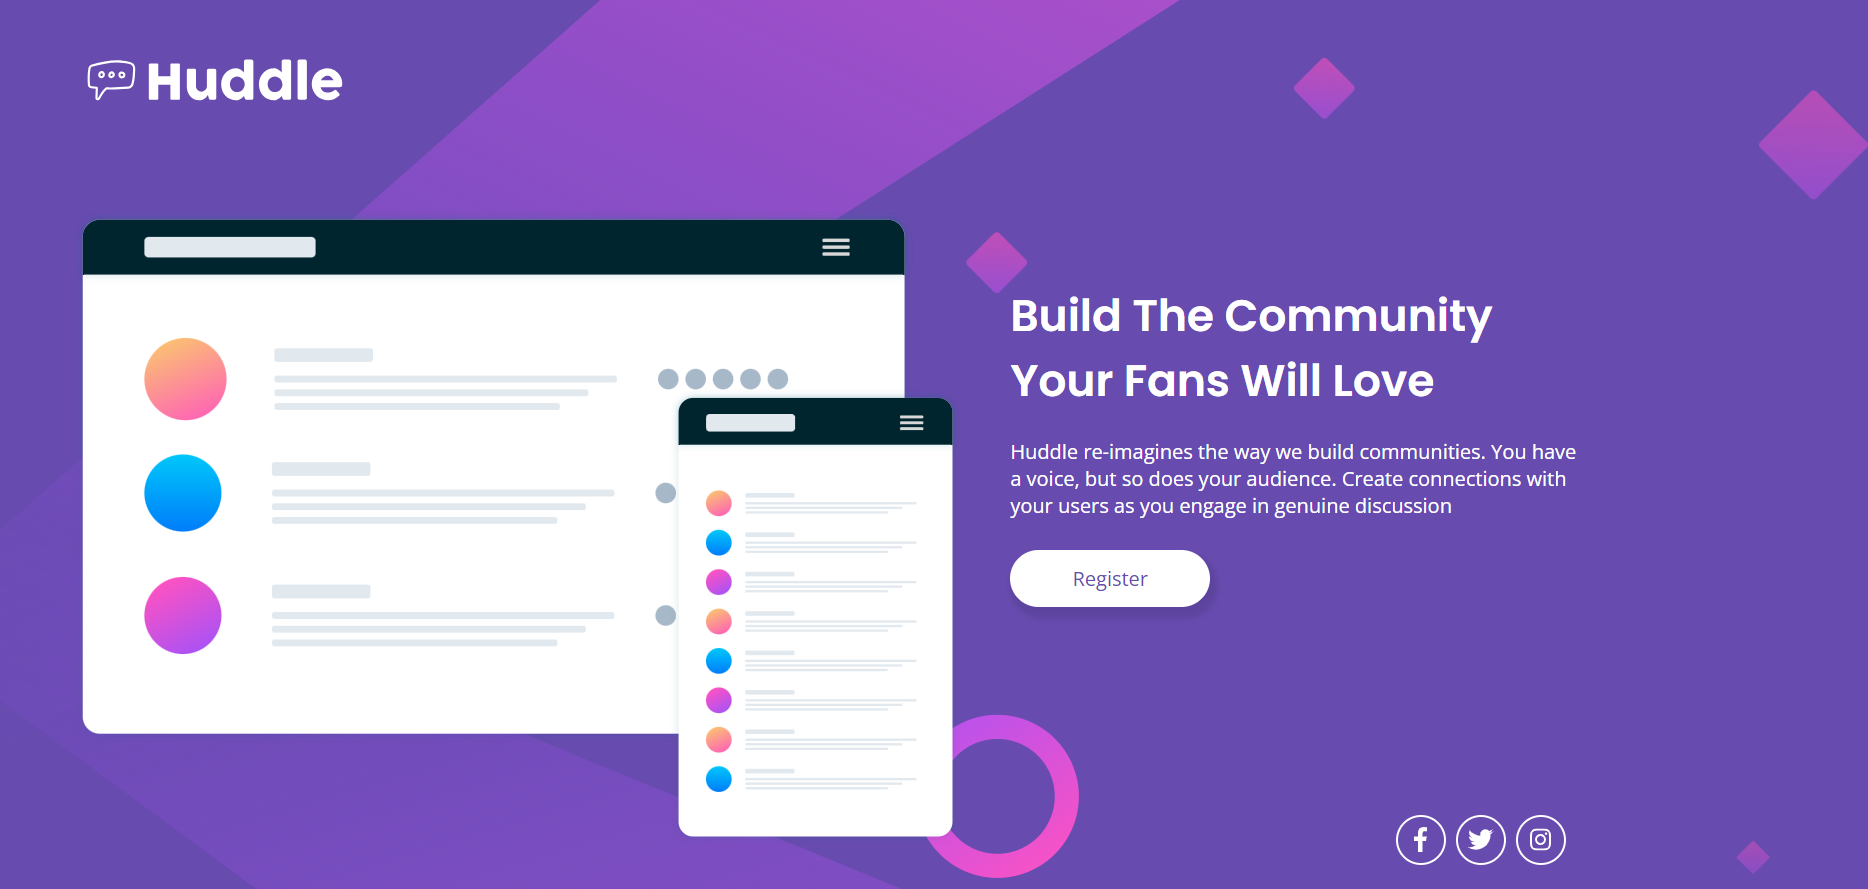 Huddle
Build The Community
Your Fans Will Love
Huddle re-imagines the way we build communities. You have
a voice, but so does your audience. Create connections with
your users as you engage in genuine discussion
Register